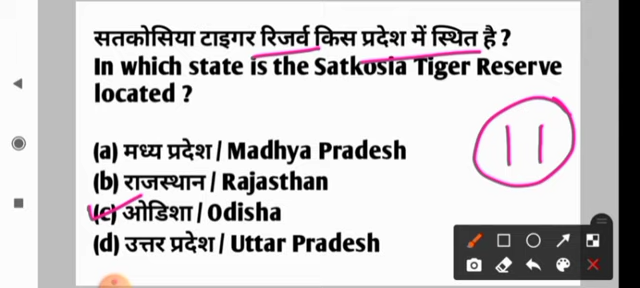 सतकोसिया टाइगर रिजर्व किस प्रदेश में स्थित है ?
In which state is the Satkosia Tiger Reserve
located ?
11
(a) मध्य प्रदेश / Madhya Pradesh
(b) राजस्थान / Rajasthan
(c) ओडिशा / Odisha
(d) उत्तर प्रदेश / Uttar Pradesh